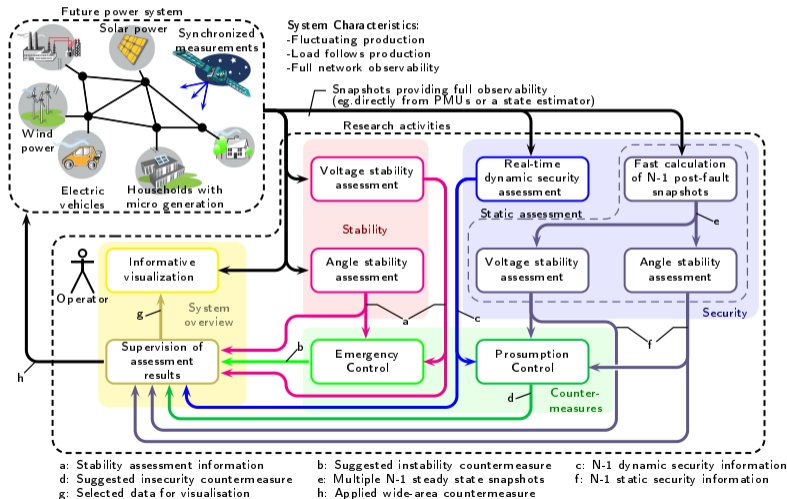 Future power system
Solar power
Synchronized
measurements
Wind
power
Electric
vehicles
Households with
micro generation
System Characteristics:
-Fluctuating production
-Load follows production
-Full network observability
Snapshots providing full observability
(eg.directly from PMUs or a state estimator)
Research activities
Voltage stability
assessment
Real-time
dynamic security
assessment
Fast calculation
of N-1 post-fault
snapshots
Static assessment
e
Stability
Operator
Informative
visualization
Angle stability
assessment
Voltage stability
assessment
Angle stability
assessment
g
System
overview
a
c
Security
f
Supervision of
assessment
results
b
Emergency
Control
Prosumption
Control
h
d
Counter-
measures
a: Stability assessment information
b: Suggested instability countermeasure
c: N-1 dynamic security information
d: Suggested insecurity countermeasure
e: Multiple N-1 steady state snapshots
f: N-1 static security information
g: Selected data for visualisation
h: Applied wide-area countermeasure